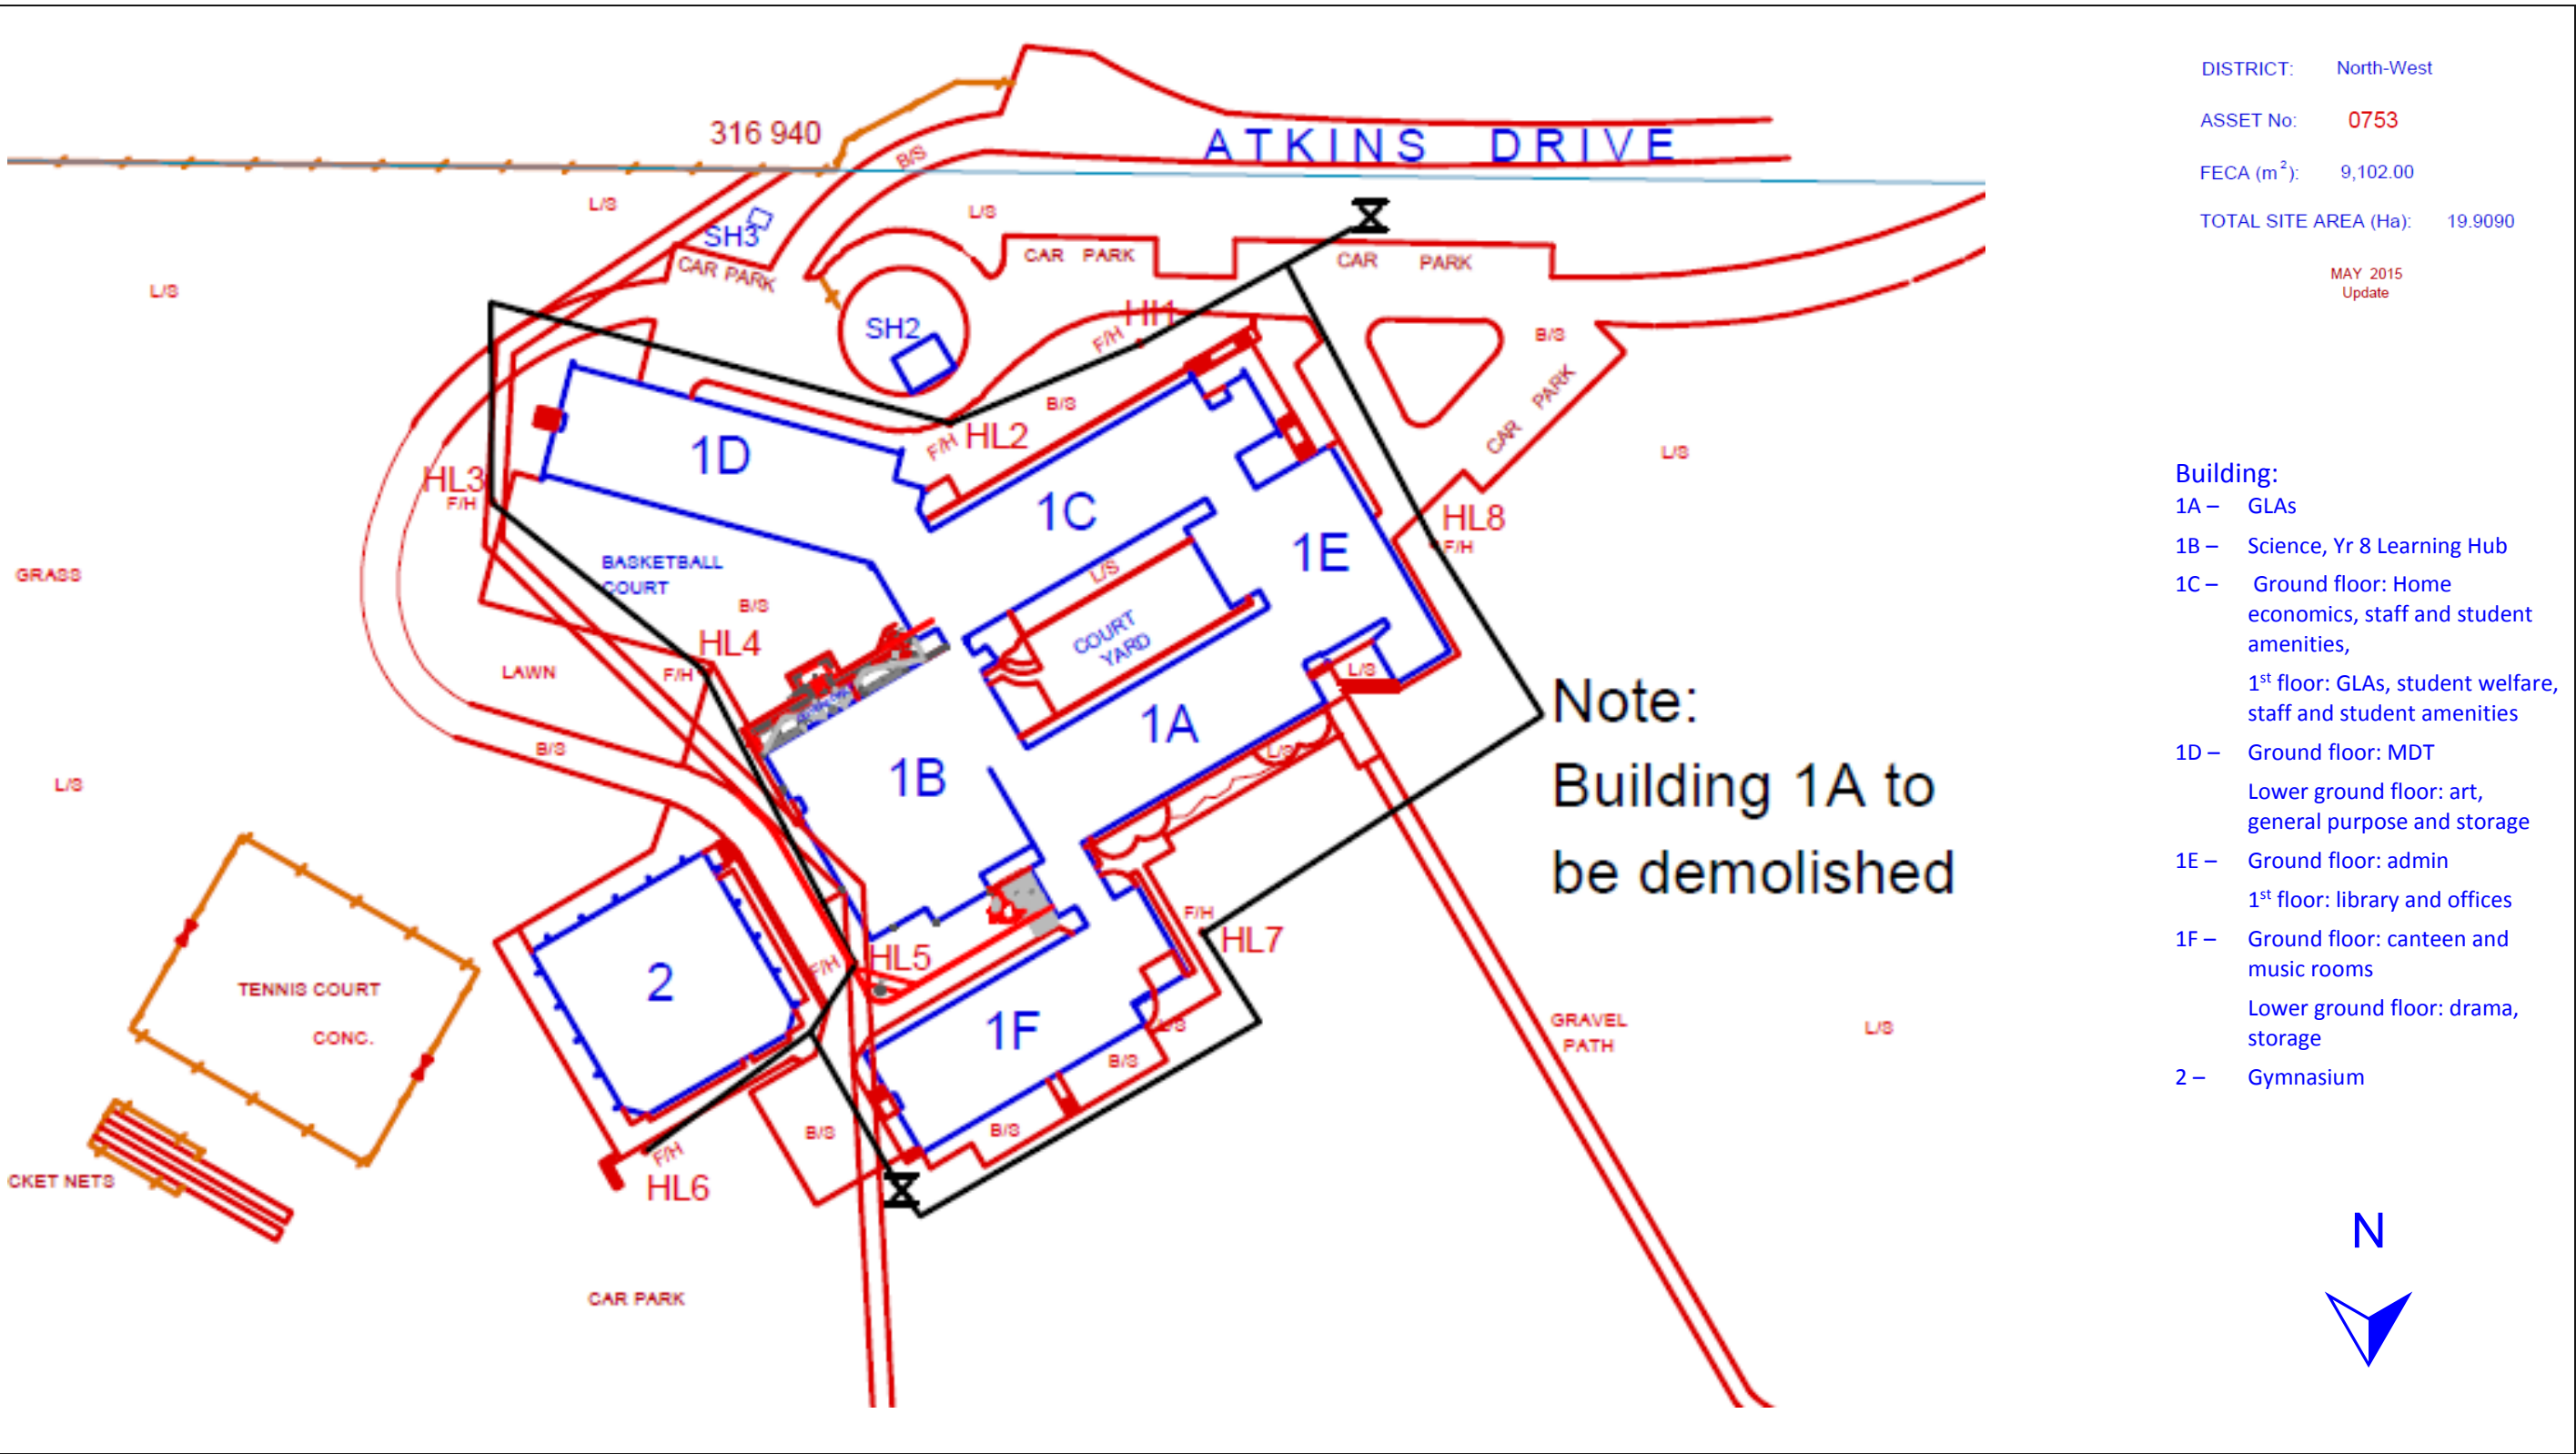 DISTRICT: North-West
ASSET No: 0753
FECA (m²): 9,102.00
TOTAL SITE AREA (Ha): 19.9090
MAY 2015
Update
316 940
ATKINS DRIVE
B/S
L/S
L/S
SH3
CAR PARK
CAR PARK
CAR PARK
L/S
SH2
F/H
B/S
B/S
CAR PARK
L/S
1D
F/H HL2
HL3
F/H
1C
HL8
F/H
1E
BASKETBALL
COURT
B/S
L/S
GRASS
COURT
YARD
HL4
F/H
LAWN
L/S
1A
B/S
1B
L/S
L/S
Note:
Building 1A to
be demolished
2
F/H
HL5
F/H
HL7
TENNIS COURT
CONC.
1F
L/S
B/S
GRAVEL
PATH
L/S
B/S
B/S
F/H
HL6
CKET NETS
CAR PARK
Building:
1A – GLAs
1B – Science, Yr 8 Learning Hub
1C – Ground floor: Home
economics, staff and student
amenities,
1st floor: GLAs, student welfare,
staff and student amenities
1D – Ground floor: MDT
Lower ground floor: art,
general purpose and storage
1E – Ground floor: admin
1st floor: library and offices
1F – Ground floor: canteen and
music rooms
Lower ground floor: drama,
storage
2 – Gymnasium
N